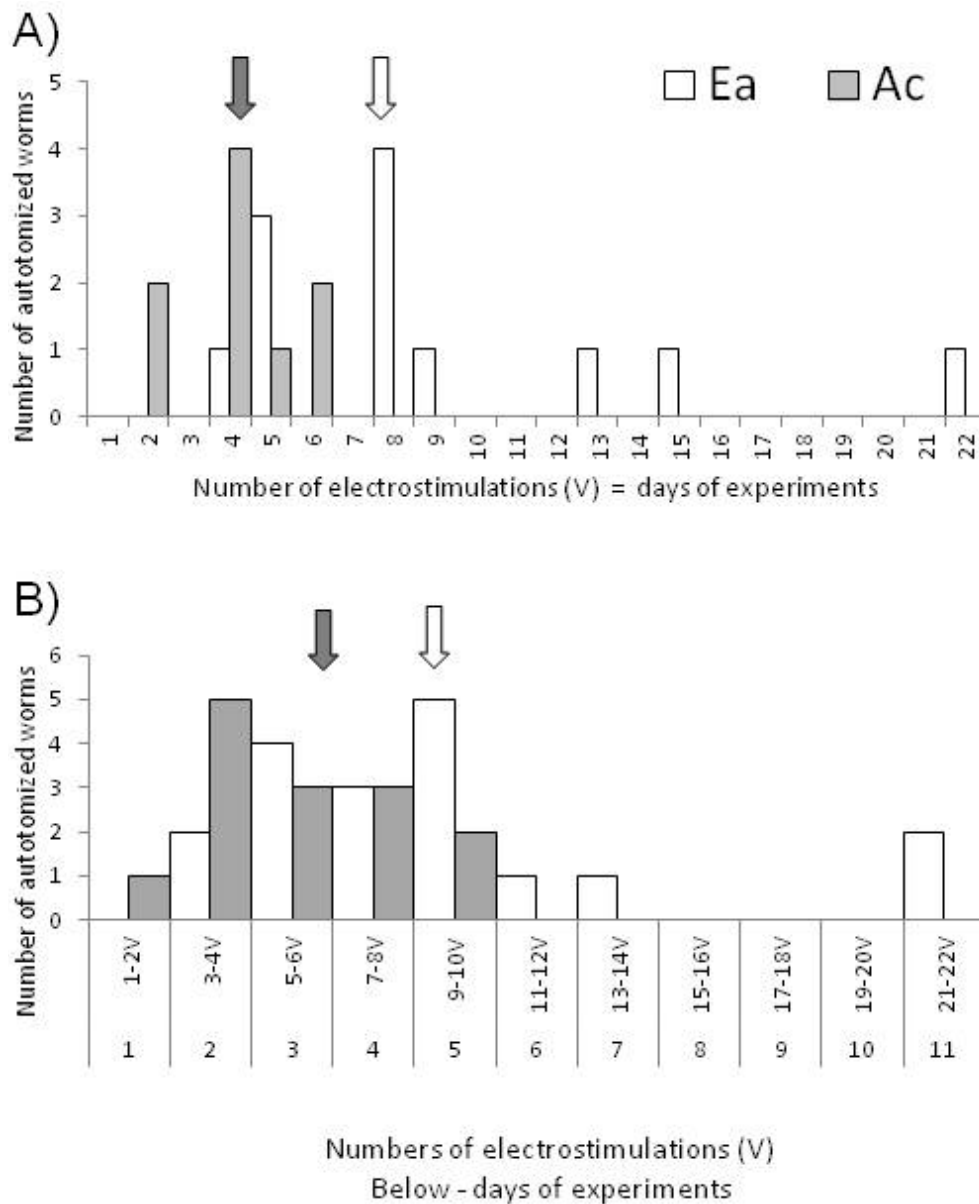 A)
Ea Ac
Number of autotomized worms
5
4
3
2
1
0
1 2 3 4 5 6 7 8 9 10 11 12 13 14 15 16 17 18 19 20 21 22
Number of electrostimulations (V) = days of experiments
B)
Number of autotomized worms
6
5
4
3
2
1
0
1-2V 3-4V 5-6V 7-8V 9-10V 11-12V 13-14V 15-16V 17-18V 19-20V 21-22V
1 2 3 4 5 6 7 8 9 10 11
Numbers of electrostimulations (V)
Below - days of experiments